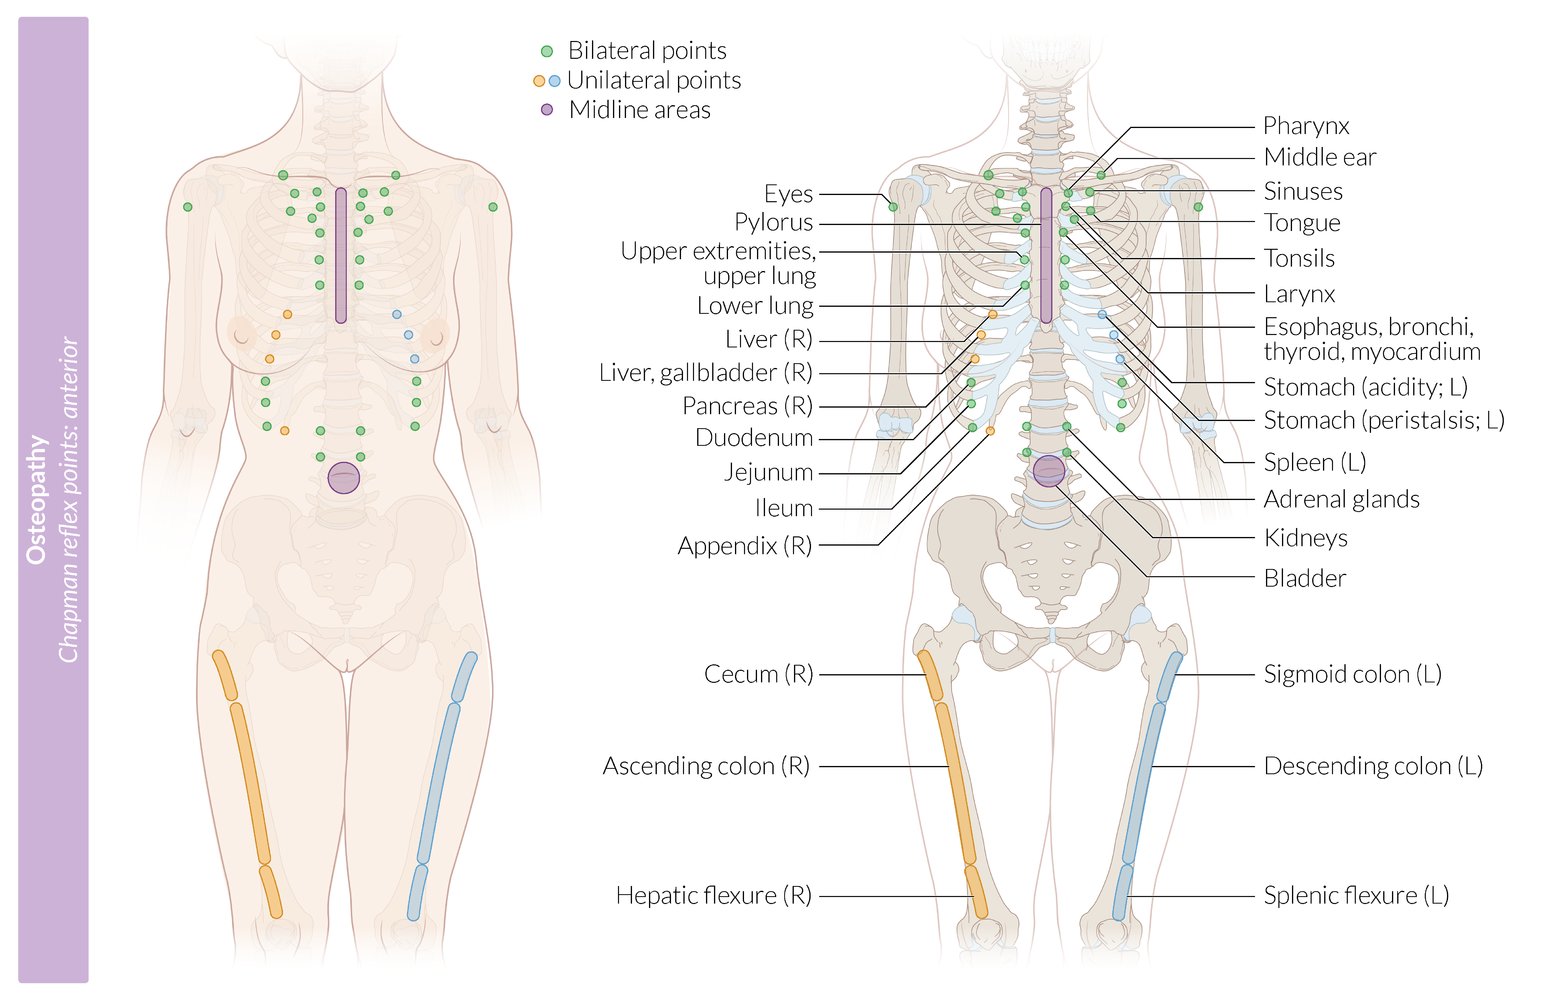 Osteopathy
Chapman reflex points: anterior
Bilateral points
Unilateral points
Midline areas
Eyes
Pylorus
Upper extremities,
upper lung
Lower lung
Liver (R)
Liver, gallbladder (R)
Pancreas (R)
Duodenum
Jejunum
Ileum
Appendix (R)
Cecum (R)
Ascending colon (R)
Hepatic flexure (R)
Pharynx
Middle ear
Sinuses
Tongue
Tonsils
Larynx
Esophagus, bronchi,
thyroid, myocardium
Stomach (acidity; L)
Stomach (peristalsis; L)
Spleen (L)
Adrenal glands
Kidneys
Bladder
Sigmoid colon (L)
Descending colon (L)
Splenic flexure (L)